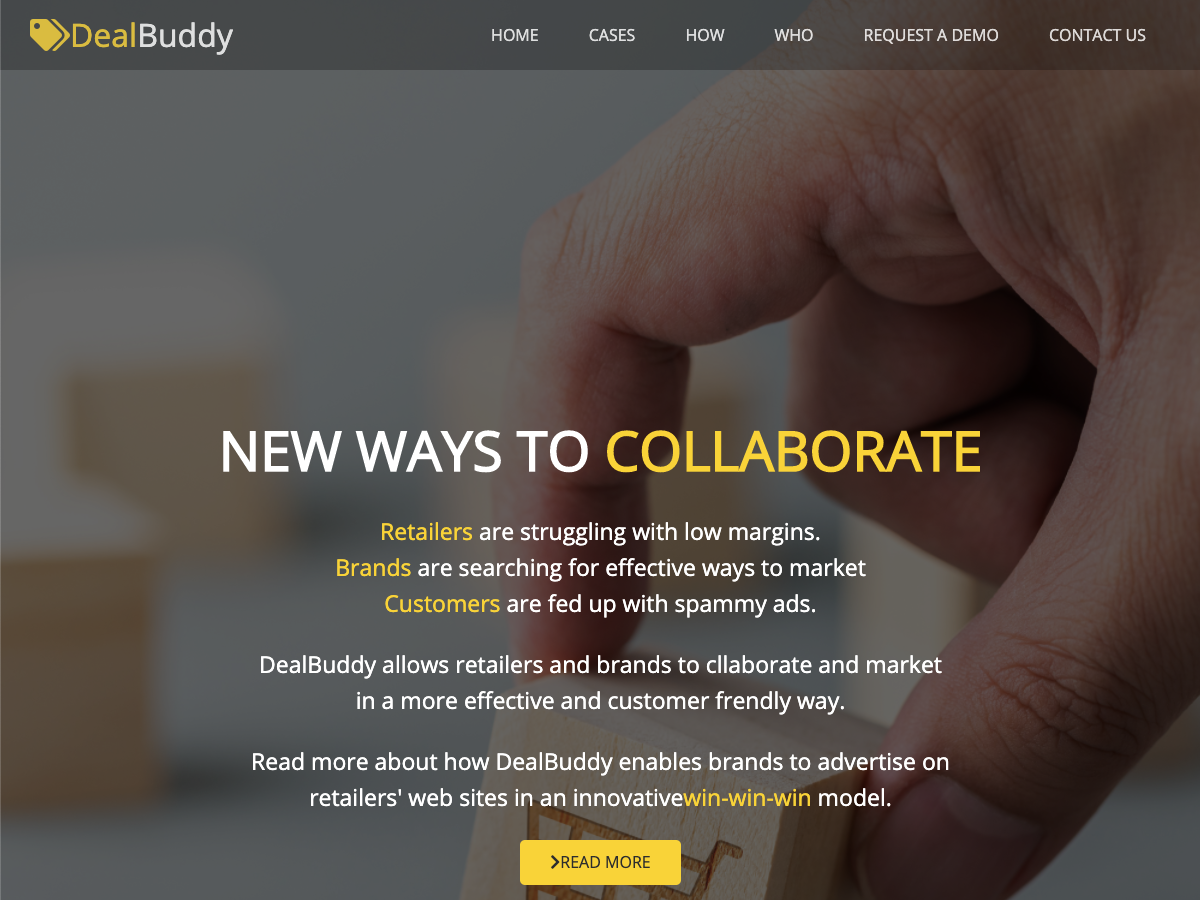 DealBuddy
HOME CASES HOW WHO REQUEST A DEMO CONTACT US
NEW WAYS TO COLLABORATE
Retailers are struggling with low margins.
Brands are searching for effective ways to market
Customers are fed up with spammy ads.
DealBuddy allows retailers and brands to cllaborate and market
in a more effective and customer frendly way.
Read more about how DealBuddy enables brands to advertise on
retailers' web sites in an innovativewin-win-win model.
READ MORE